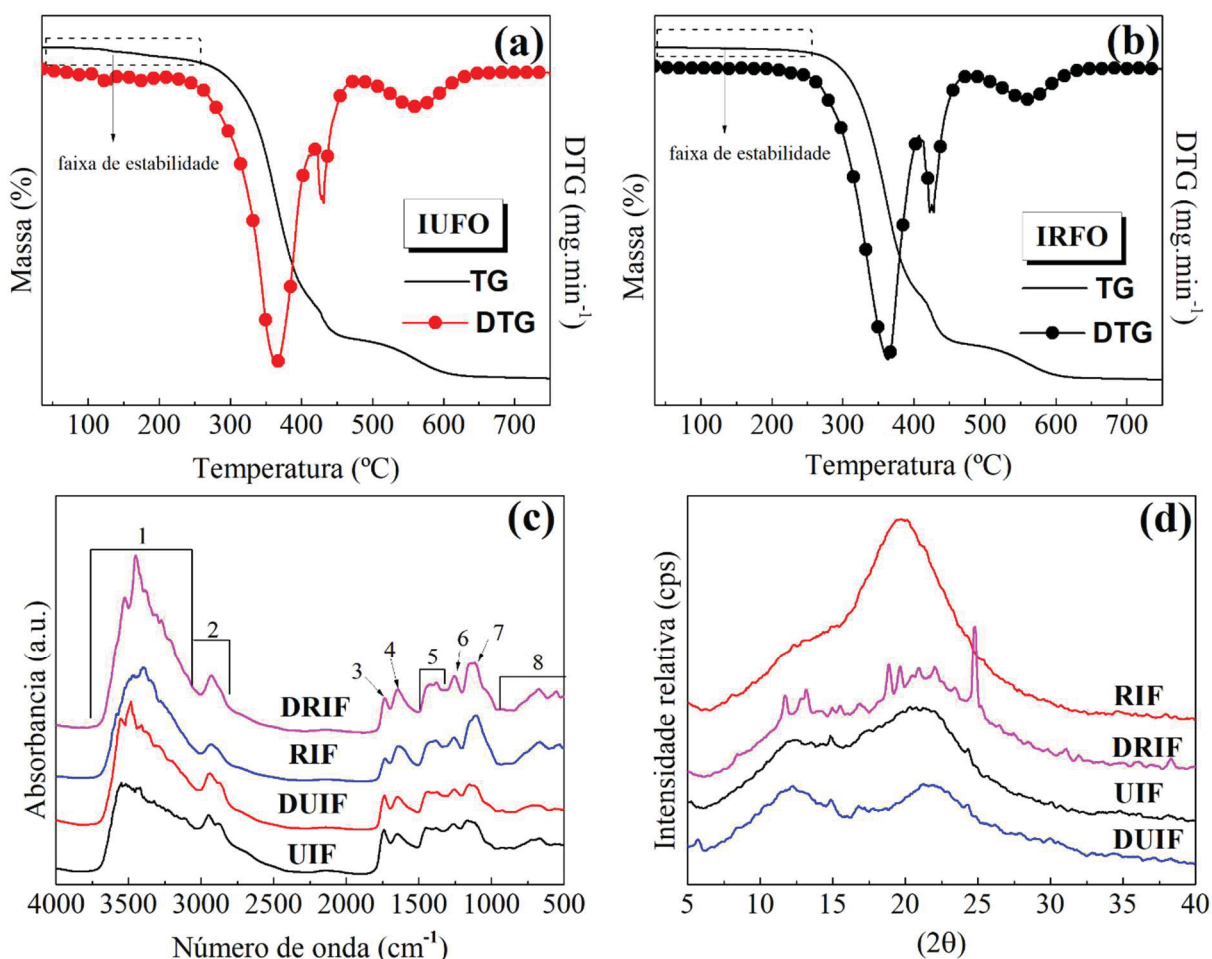 (a)
faixa de estabilidade
IUFO
TG
DTG
Massa (%)
DTG (mg.min-1)
100 200 300 400 500 600 700
Temperatura (ºC)
(b)
faixa de estabilidade
IRFO
TG
DTG
Massa (%)
DTG (mg.min-1)
100 200 300 400 500 600 700
Temperatura (ºC)
(c)
1
2
3
4
5
6
7
8
DRIF
RIF
DUIF
UIF
Absorbancia (a.u.)
4000 3500 3000 2500 2000 1500 1000 500
Número de onda (cm-1)
(d)
RIF
DRIF
UIF
DUIF
Intensidade relativa (cps)
5 10 15 20 25 30 35 40
(2θ)